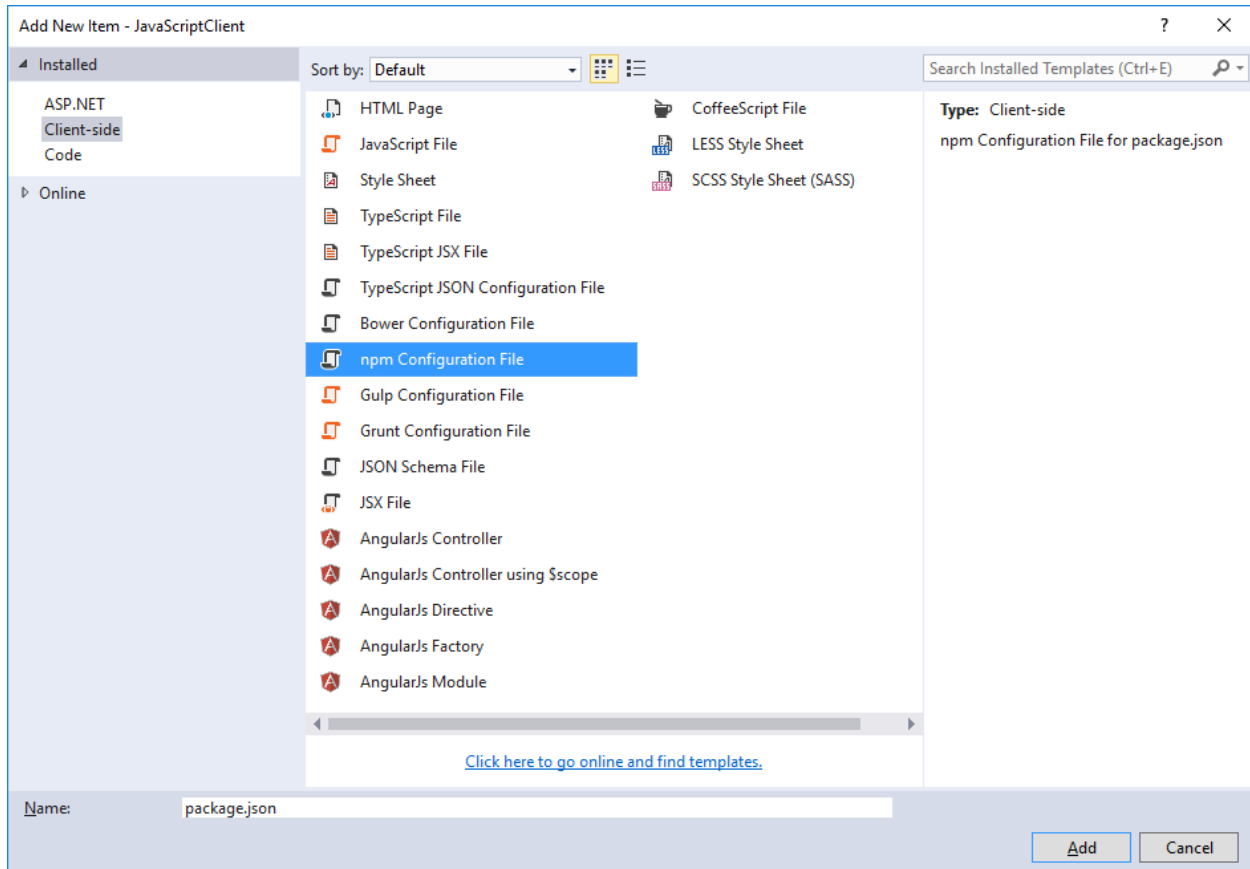 Add New Item - JavaScriptClient
?
Installed
ASP.NET
Client-side
Code
Online
Sort by: Default
Search Installed Templates (Ctrl+E)
HTML Page
JavaScript File
Style Sheet
TypeScript File
TypeScript JSX File
TypeScript JSON Configuration File
Bower Configuration File
npm Configuration File
Gulp Configuration File
Grunt Configuration File
JSON Schema File
JSX File
AngularJs Controller
AngularJs Controller using $scope
AngularJs Directive
AngularJs Factory
AngularJs Module
CoffeeScript File
LESS Style Sheet
SCSS Style Sheet (SASS)
Type: Client-side
npm Configuration File for package.json
Click here to go online and find templates.
Name: package.json
Add Cancel